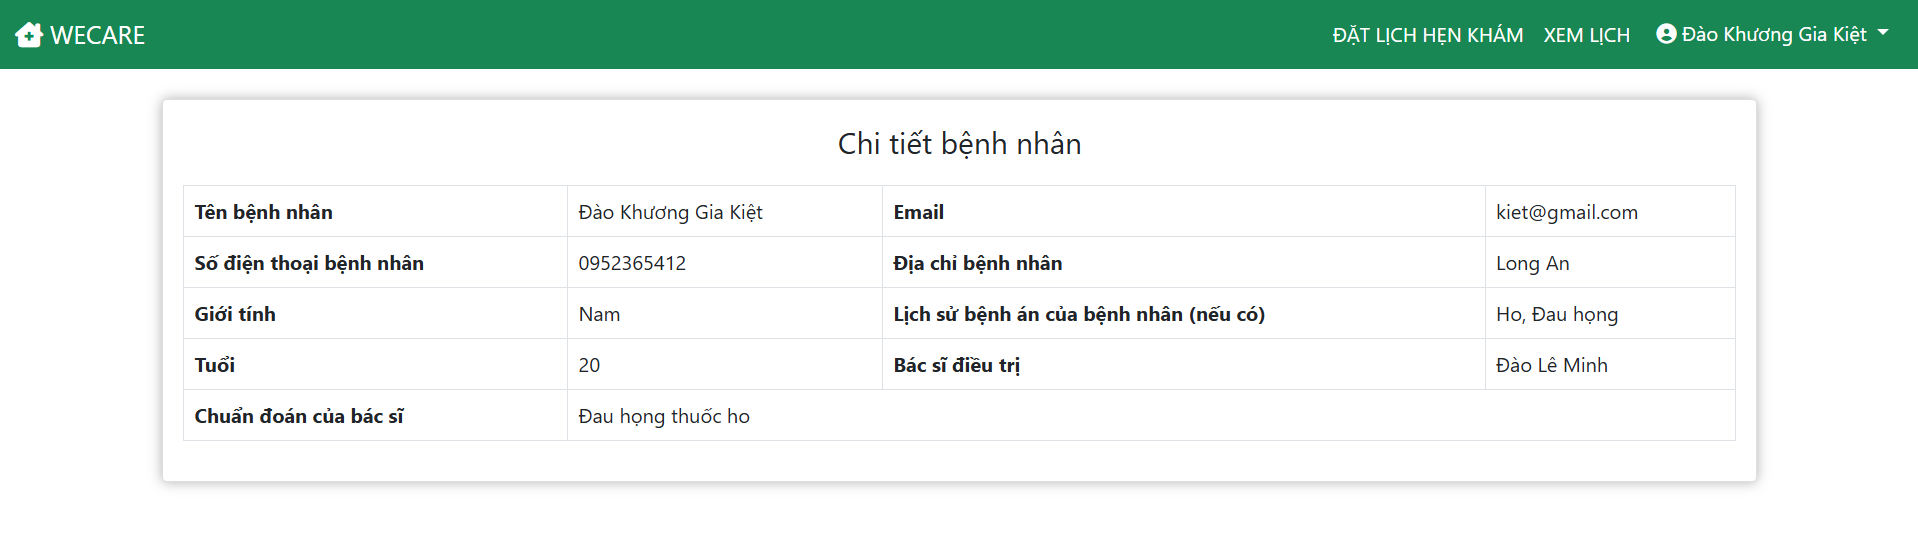 WECARE
ĐẶT LỊCH HẸN KHÁM XEM LỊCH Đào Khương Gia Kiệt
Chi tiết bệnh nhân
Tên bệnh nhân Đào Khương Gia Kiệt Email kiet@gmail.com
Số điện thoại bệnh nhân 0952365412 Địa chỉ bệnh nhân Long An
Giới tính Nam Lịch sử bệnh án của bệnh nhân (nếu có) Ho, Đau họng
Tuổi 20 Bác sĩ điều trị Đào Lê Minh
Chuẩn đoán của bác sĩ Đau họng thuốc ho